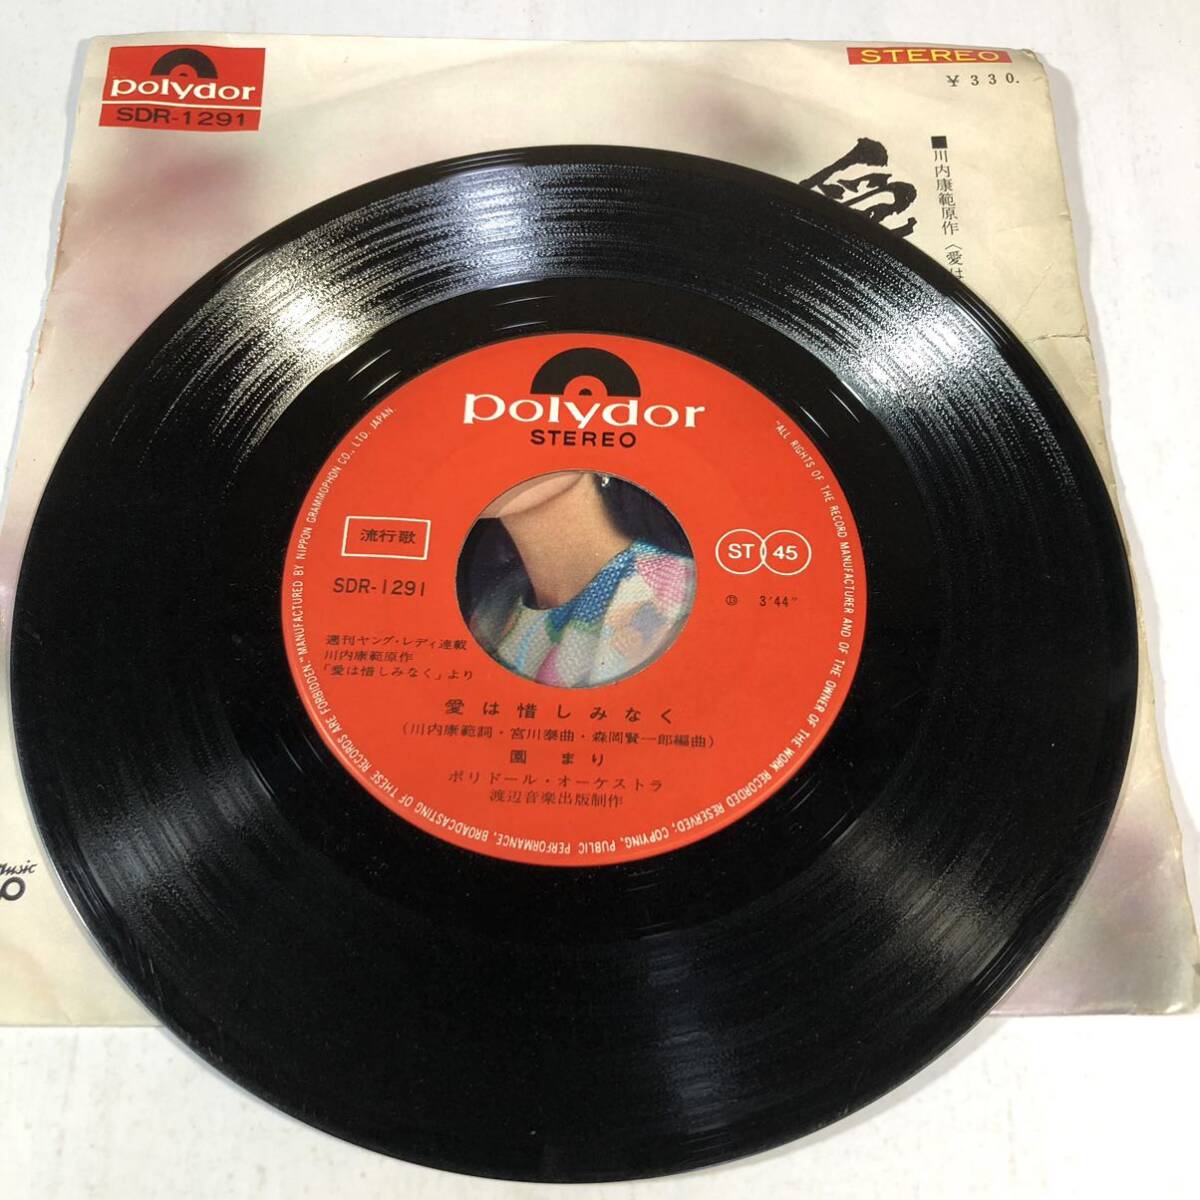 polydor
SDR-1291
STEREO
¥330.
■川内康範原作〈愛は
愛
polydor
STEREO
流行歌
SDR-1291
ST 45
3′44″
週刊ヤング・レディ連載
川内康範原作
「愛は惜しみなく」より
愛は惜しみなく
(川内康範詞・宮川泰曲・森岡賢一郎編曲)
園まり
ポリドール・オーケストラ
渡辺音楽出版制作
"ALL RIGHTS OF THE RECORD MANUFACTURER AND OF THE OWNER OF THE WORK RECORDED RESERVED. COPYING, PUBLIC PERFORMANCE, BROADCASTING OF THESE RECORDS ARE FORBIDDEN." MANUFACTURED BY NIPPON GRAMMOPHON CO., LTD. JAPAN.
Music